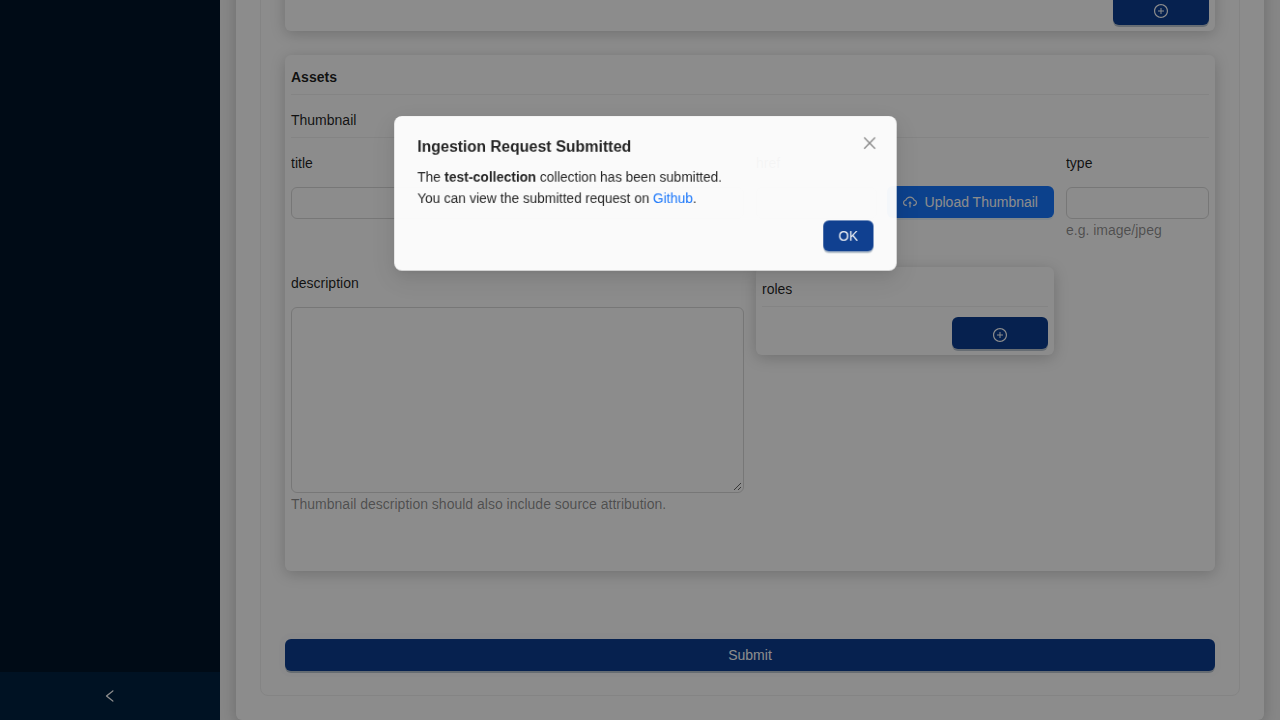 Assets
Thumbnail
Ingestion Request Submitted
The test-collection collection has been submitted.
You can view the submitted request on Github.
OK
title
type
Upload Thumbnail
e.g. image/jpeg
description
roles
Thumbnail description should also include source attribution.
Submit